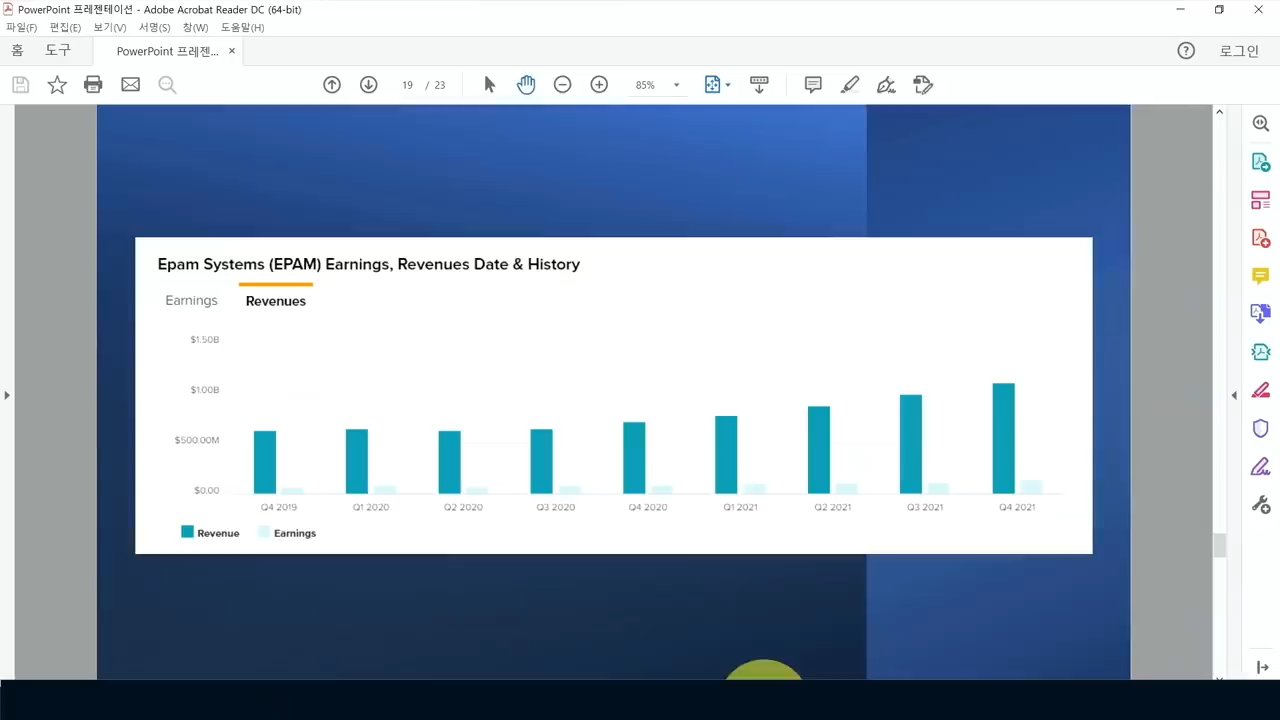 PowerPoint 프레젠테이션 - Adobe Acrobat Reader DC (64-bit)
파일(F) 편집(E) 보기(V) 서명(S) 창(W) 도움말(H)
홈 도구 PowerPoint 프레젠... × 로그인
19 / 23 85%
Epam Systems (EPAM) Earnings, Revenues Date & History
Earnings Revenues
$1.50B
$1.00B
$500.00M
$0.00
Q4 2019 Q1 2020 Q2 2020 Q3 2020 Q4 2020 Q1 2021 Q2 2021 Q3 2021 Q4 2021
Revenue Earnings